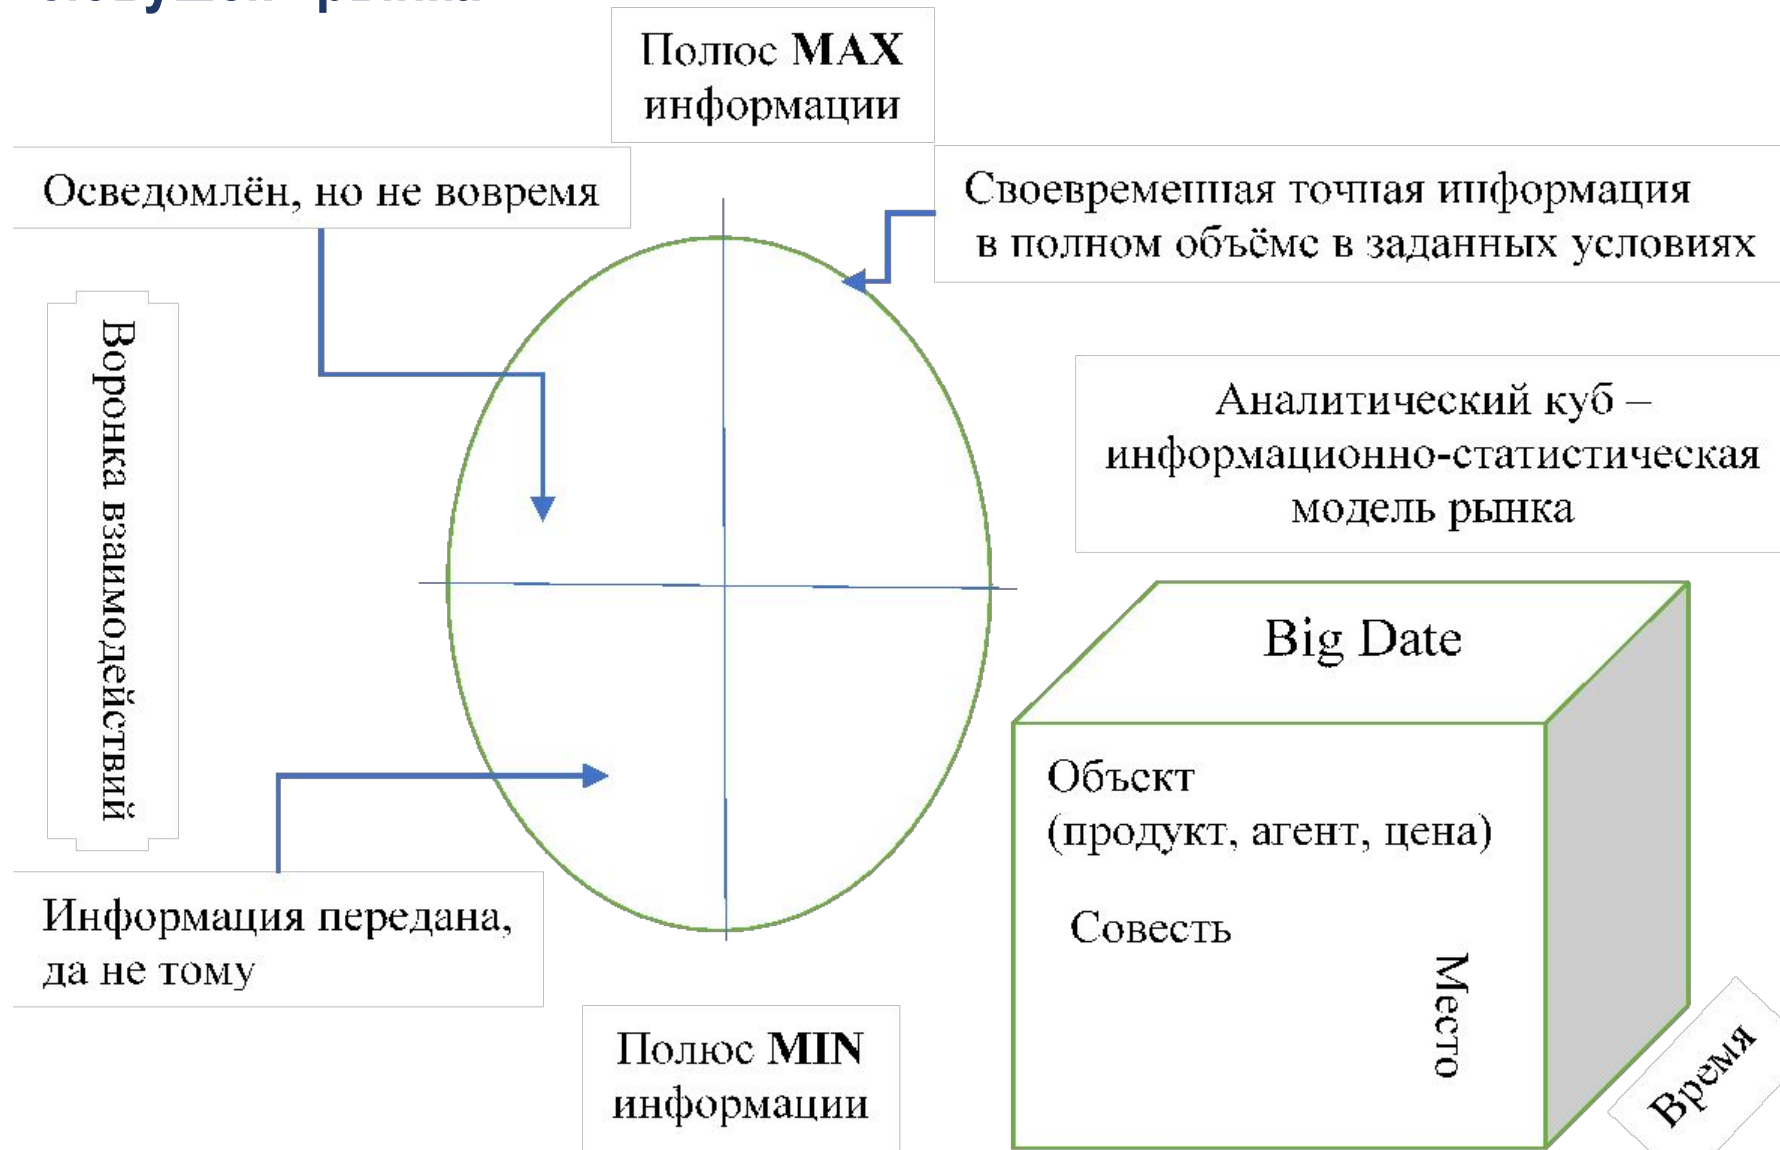 Полюс MAX
информации
Осведомлён, но не вовремя
Своевременная точная информация
в полном объёме в заданных условиях
Воронка взаимодействий
Аналитический куб –
информационно-статистическая
модель рынка
Big Date
Объект
(продукт, агент, цена)
Совесть
Место
Время
Информация передана,
да не тому
Полюс MIN
информации